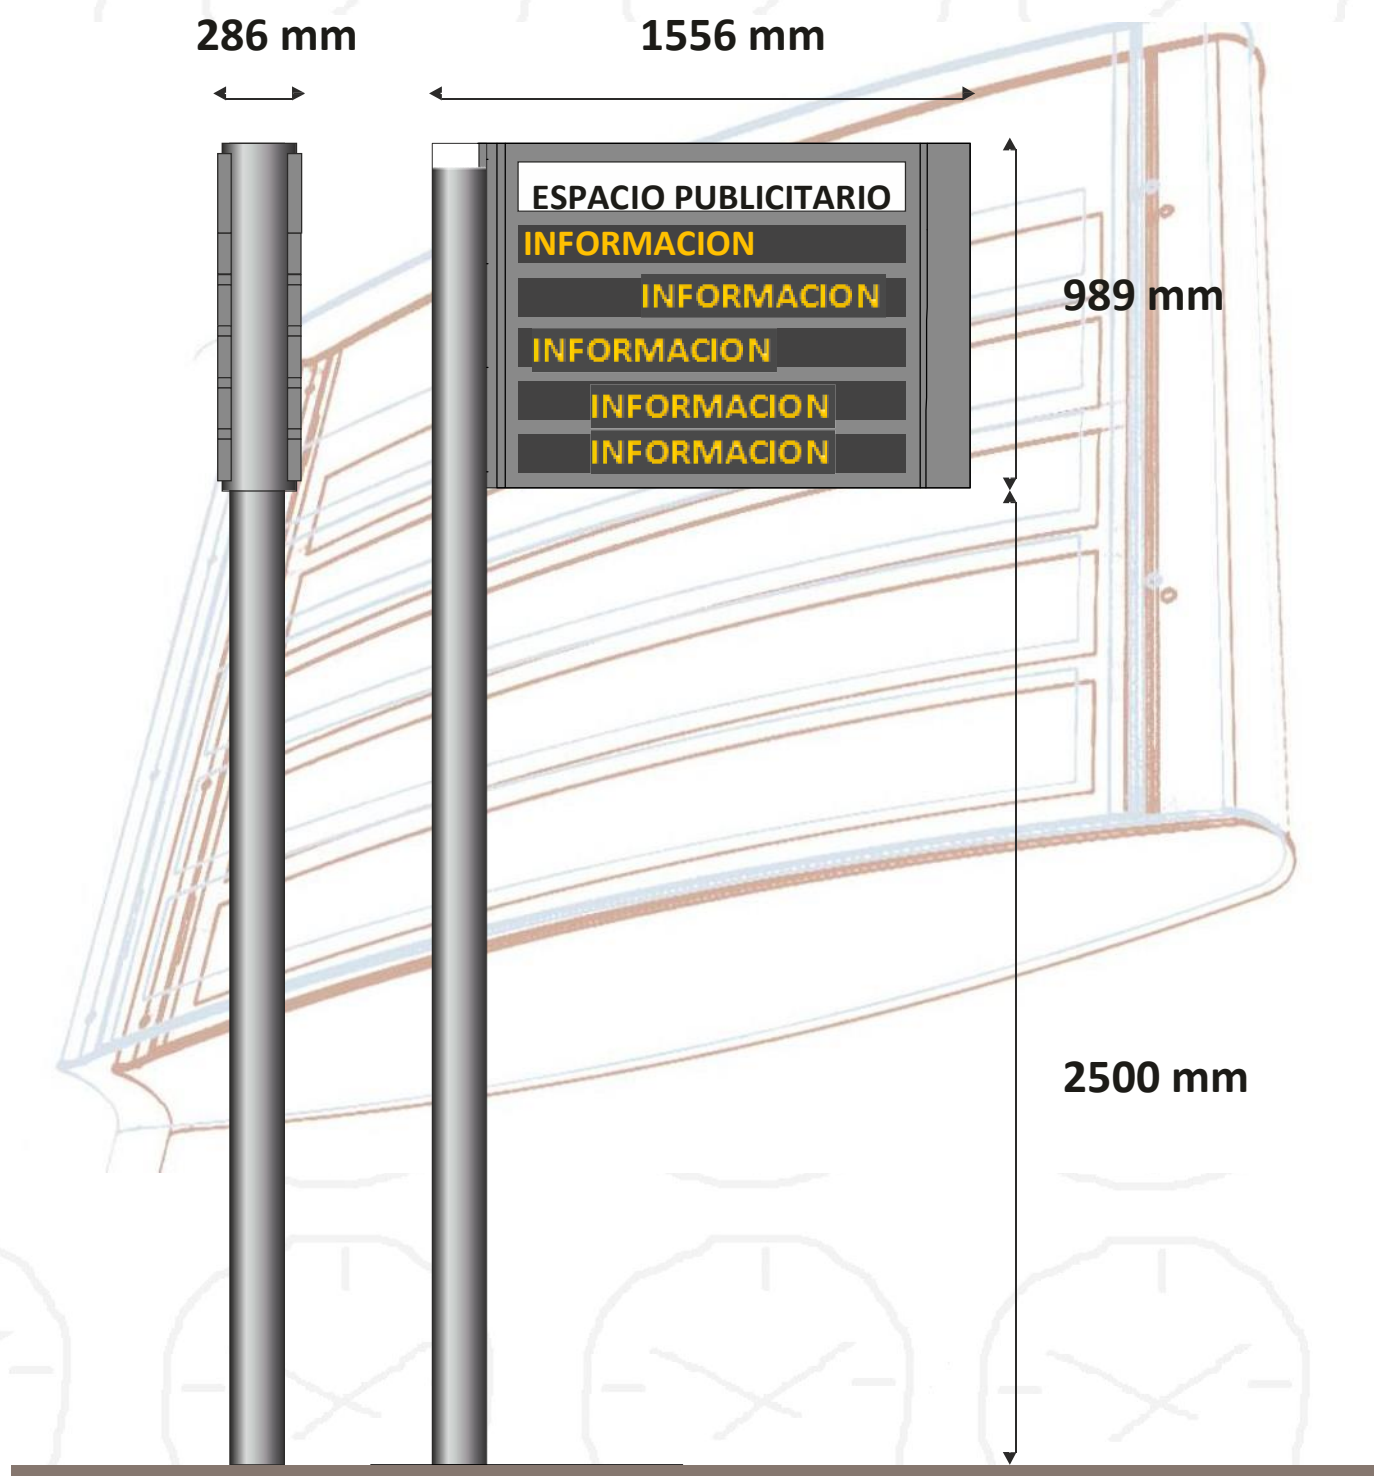 286 mm
1556 mm
ESPACIO PUBLICITARIO
INFORMACION
INFORMACION
989 mm
INFORMACION
INFORMACION
INFORMACION
2500 mm